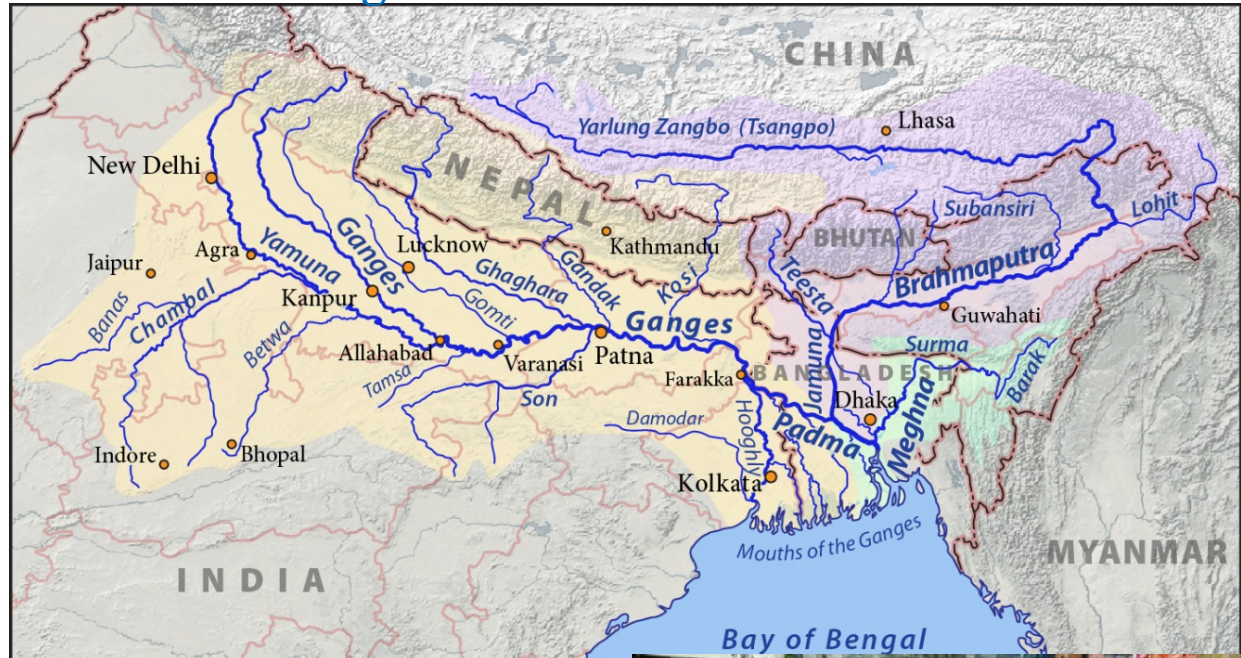 CHINA
Yarlung Zangbo (Tsangpo)
Lhasa
New Delhi
NEPAL
Subansiri
Lohit
Agra
Yamuna
Ganges
Lucknow
Kathmandu
BHUTAN
Jaipur
Ghaghara
Gandak
Kosi
Teesta
Brahmaputra
Banas
Chambal
Kanpur
Gomti
Ganges
Guwahati
Betwa
Allahabad
Varanasi
Patna
Jamuna
Surma
Tamsa
Son
Farakka
BANGLADESH
Barak
Dhaka
Meghna
Damodar
Hooghly
Padma
Indore
Bhopal
Kolkata
Mouths of the Ganges
MYANMAR
INDIA
Bay of Bengal